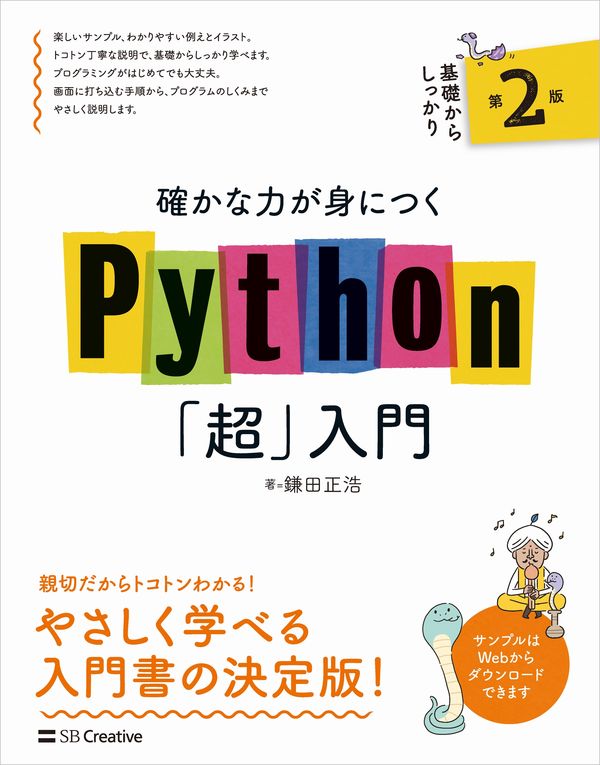 楽しいサンプル、わかりやすい例えとイラスト。
トコトン丁寧な説明で、基礎からしっかり学べます。
プログラミングがはじめてでも大丈夫。
画面に打ち込む手順から、プログラムのしくみまで
やさしく説明します。
基礎から
しっかり
第2版
確かな力が身につく
Python
「超」入門
著=鎌田正浩
親切だからトコトンわかる!
やさしく学べる
入門書の決定版!
サンプルは
Webから
ダウンロード
できます
SB Creative